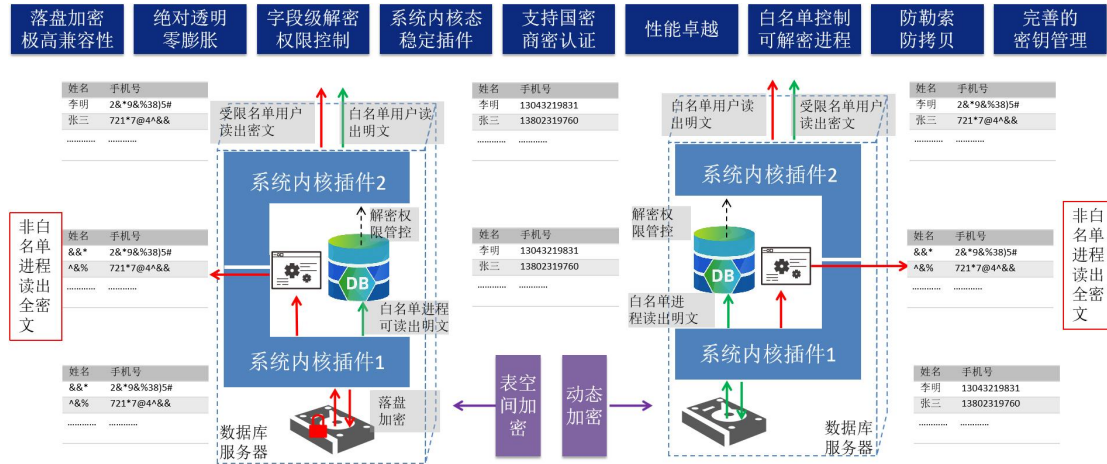 落盘加密
极高兼容性
绝对透明
零膨胀
字段级解密
权限控制
系统内核态
稳定插件
支持国密
商密认证
性能卓越
白名单控制
可解密进程
防勒索
防拷贝
完善的
密钥管理
姓名 手机号
李明 2&*9&%38)5#
张三 721*7@4^&&
………… …………
受限名单用户
读出密文
白名单用户读
出明文
姓名 手机号
李明 13043219831
张三 13802319760
………… …………
白名单用户读
出明文
受限名单用户
读出密文
姓名 手机号
李明 2&*9&%38)5#
张三 721*7@4^&&
………… …………
系统内核插件2
系统内核插件2
非白
名单
进程
读出
全密
文
姓名 手机号
&&* 2&*9&%38)5#
^&% 721*7@4^&&
………… …………
解密权
限管控
DB
白名单进程
可读出明文
姓名 手机号
李明 13043219831
张三 13802319760
………… …………
解密权
限管控
DB
白名单进
程读出明文
姓名 手机号
&&* 2&*9&%38)5#
^&% 721*7@4^&&
………… …………
非白
名单
进程
读出
全密
文
系统内核插件1
系统内核插件1
姓名 手机号
&&* 2&*9&%38)5#
^&% 721*7@4^&&
………… …………
落盘
加密
数据库
服务器
表空
间加
密
动态
加密
数据库
服务器
姓名 手机号
李明 13043219831
张三 13802319760
………… …………